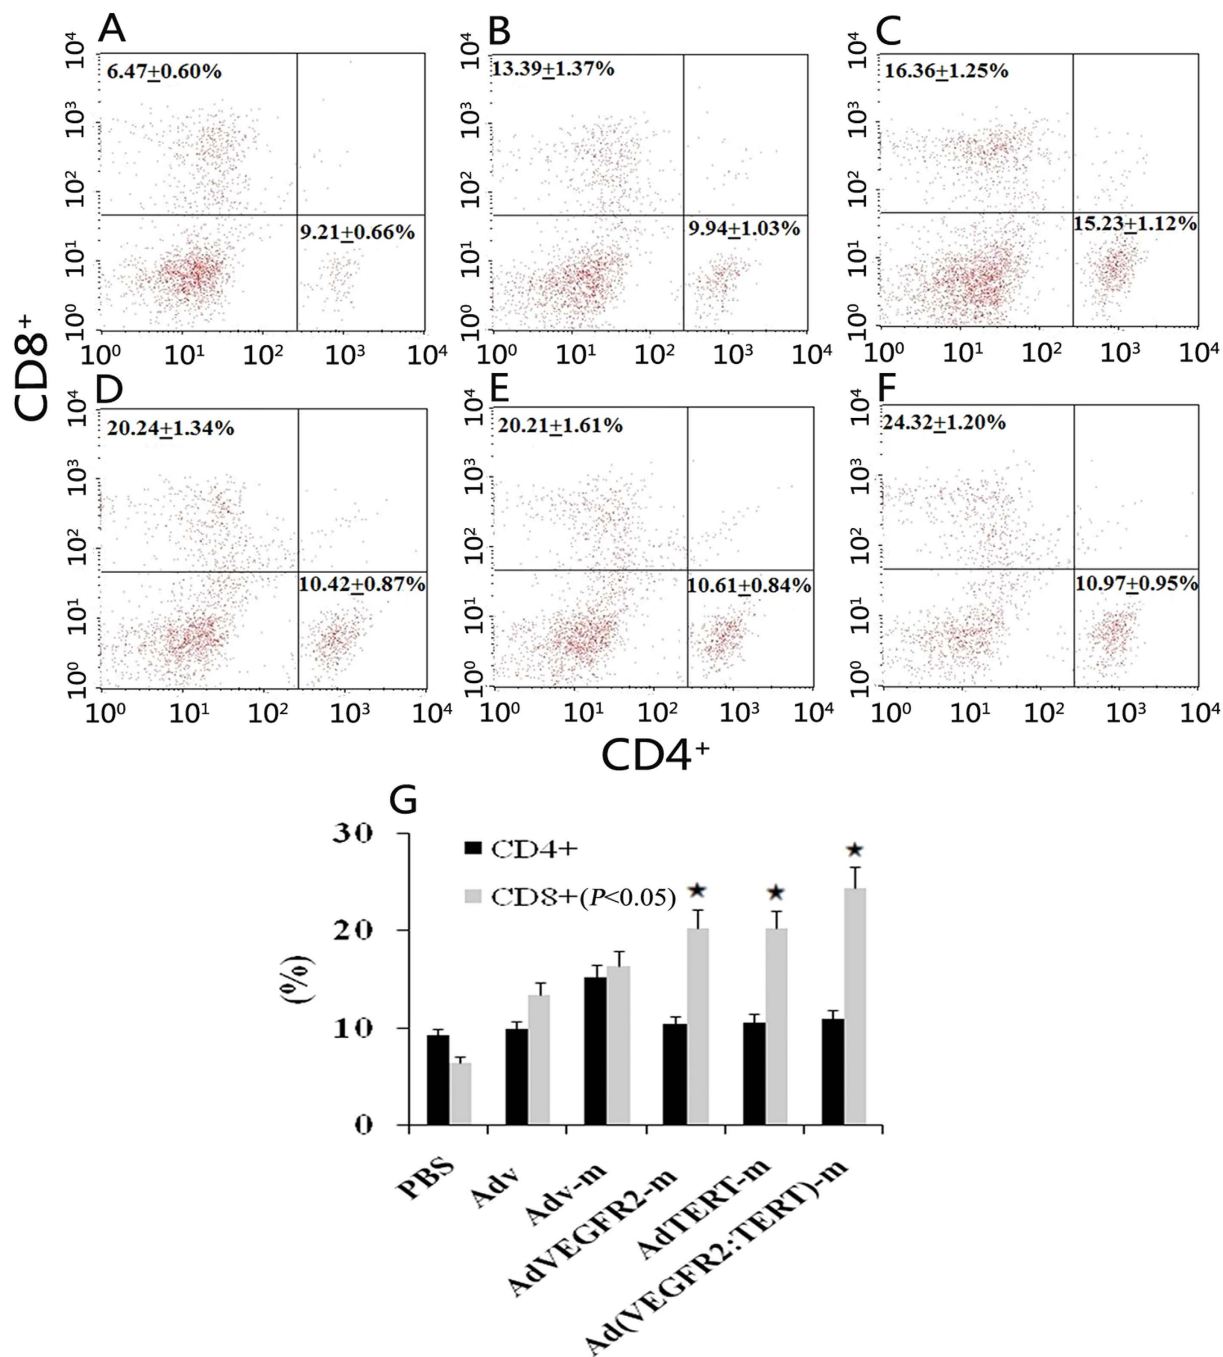 A
B
C
10⁴
10³
10²
10¹
10⁰
6.47±0.60%
9.21±0.66%
10⁰ 10¹ 10² 10³ 10⁴
10⁴
10³
10²
10¹
10⁰
13.39±1.37%
9.94±1.03%
10⁰ 10¹ 10² 10³ 10⁴
10⁴
10³
10²
10¹
10⁰
16.36±1.25%
15.23±1.12%
10⁰ 10¹ 10² 10³ 10⁴
CD8⁺
D
E
F
10⁴
10³
10²
10¹
10⁰
20.24±1.34%
10.42±0.87%
10⁰ 10¹ 10² 10³ 10⁴
10⁴
10³
10²
10¹
10⁰
20.21±1.61%
10.61±0.84%
10⁰ 10¹ 10² 10³ 10⁴
10⁴
10³
10²
10¹
10⁰
24.32±1.20%
10.97±0.95%
10⁰ 10¹ 10² 10³ 10⁴
CD4⁺
G
30
20
10
0
(%)
CD4+
CD8+(P<0.05)
PBS
Adv
Adv-m
AdVEGFR2-m
AdTERT-m
Ad(VEGFR2:TERT)-m